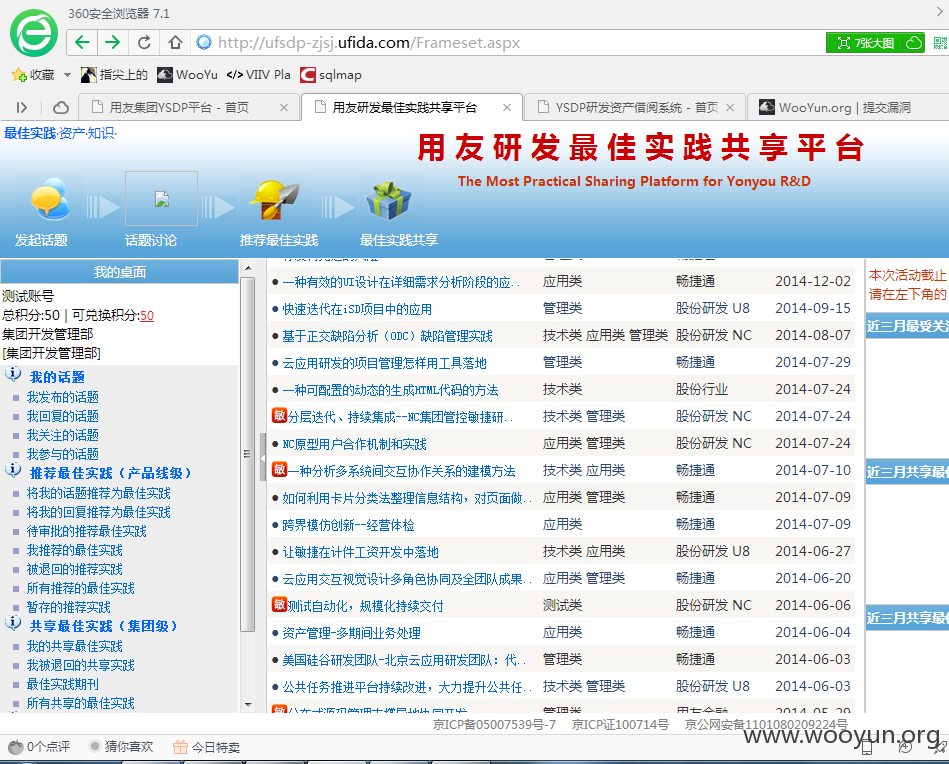 360安全浏览器 7.1
http://ufsdp-zjsj.ufida.com/Frameset.aspx
7张大图
收藏 指尖上的 WooYu </> VIIV Pla sqlmap
用友集团YSDP平台 - 首页 用友研发最佳实践共享平台 YSDP研发资产借阅系统 - 首页 WooYun.org | 提交漏洞
最佳实践·资产·知识·
用友研发最佳实践共享平台
The Most Practical Sharing Platform for Yonyou R&D
发起话题 话题讨论 推荐最佳实践 最佳实践共享
我的桌面
测试账号
总积分:50 | 可兑换积分:50
集团开发管理部
[集团开发管理部]
我的话题
我发布的话题
我回复的话题
我关注的话题
我参与的话题
推荐最佳实践（产品线级）
将我的话题推荐为最佳实践
将我的回复推荐为最佳实践
待审批的推荐最佳实践
我推荐的最佳实践
被退回的推荐实践
所有推荐的最佳实践
暂存的推荐实践
共享最佳实践（集团级）
我的共享最佳实践
我被退回的共享实践
最佳实践期刊
所有共享的最佳实践
一种有效的UI设计在详细需求分析阶段的应.. 应用类 畅捷通 2014-12-02
快速迭代在iSD项目中的应用 管理类 股份研发 U8 2014-09-15
基于正交缺陷分析（ODC）缺陷管理实践 技术类 应用类 管理类 股份研发 NC 2014-08-07
云应用研发的项目管理怎样用工具落地 管理类 畅捷通 2014-07-29
一种可配置的动态的生成HTML代码的方法 技术类 股份行业 2014-07-24
敏 分层迭代、持续集成--NC集团管控敏捷研.. 技术类 管理类 股份研发 NC 2014-07-24
NC原型用户合作机制和实践 应用类 管理类 股份研发 NC 2014-07-24
敏 一种分析多系统间交互协作关系的建模方法 技术类 应用类 畅捷通 2014-07-10
如何利用卡片分类法整理信息结构，对页面做.. 应用类 管理类 畅捷通 2014-07-09
跨界模仿创新--经营体检 应用类 畅捷通 2014-07-09
让敏捷在计件工资开发中落地 技术类 应用类 股份研发 U8 2014-06-27
云应用交互视觉设计多角色协同及全团队成果.. 应用类 管理类 畅捷通 2014-06-20
敏 测试自动化，规模化持续交付 测试类 股份研发 NC 2014-06-06
资产管理-多期间业务处理 应用类 畅捷通 2014-06-04
美国硅谷研发团队-北京云应用研发团队：代.. 管理类 畅捷通 2014-06-03
公共任务推进平台持续改进，大力提升公共任.. 技术类 管理类 股份研发 U8 2014-06-03
本次活动截止
请在左下角的
近三月最受关注
近三月共享最佳
近三月共享最佳
京ICP备05007539号-7 京ICP证100714号 京公网安备1101080209224号
www.wooyun.org
0个点评 猜你喜欢 今日特卖